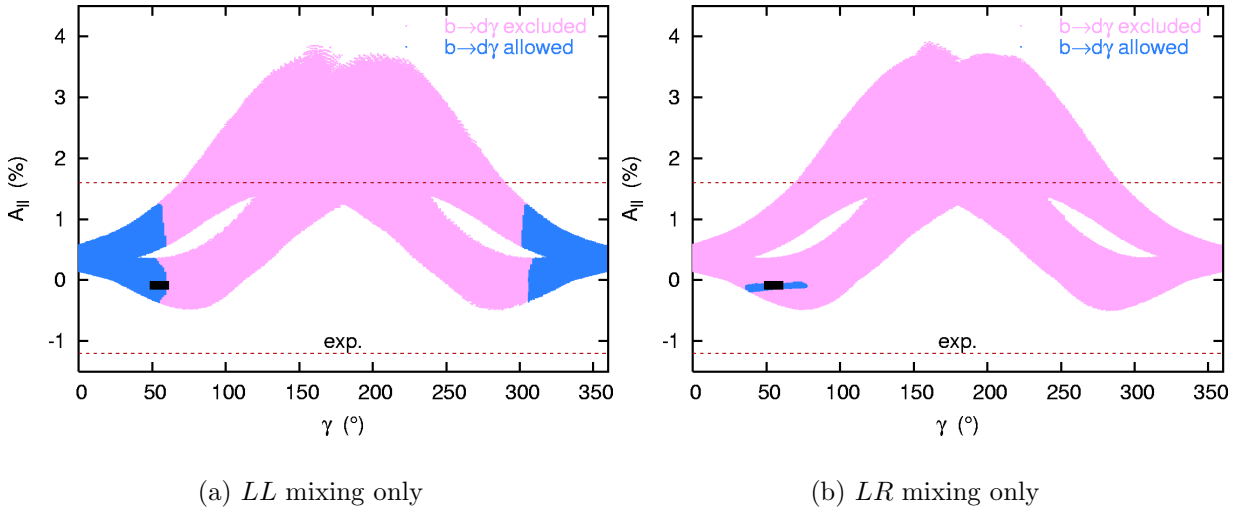 b→dγ excluded
b→dγ allowed
4
3
2
1
0
-1
A_ll (%)
exp.
0 50 100 150 200 250 300 350
γ (°)
(a) LL mixing only
b→dγ excluded
b→dγ allowed
4
3
2
1
0
-1
A_ll (%)
exp.
0 50 100 150 200 250 300 350
γ (°)
(b) LR mixing only